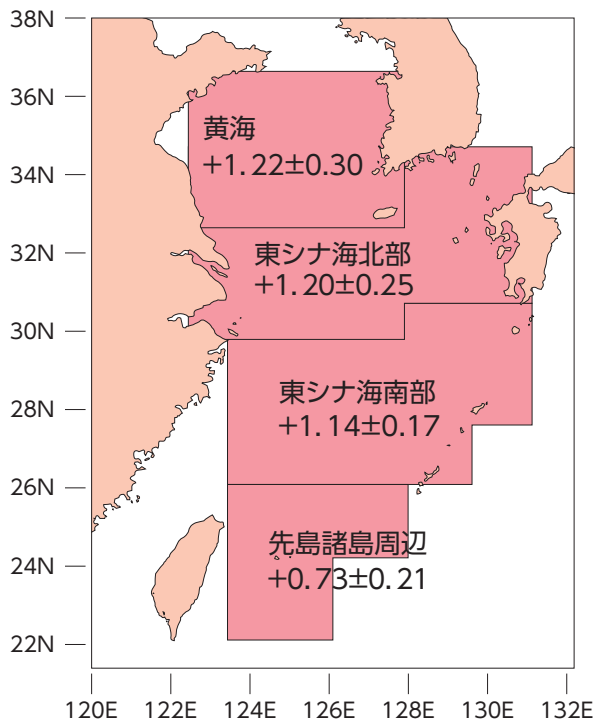 38N
36N
黄海
+1.22±0.30
34N
32N
東シナ海北部
+1.20±0.25
30N
東シナ海南部
28N
+1.14±0.17
26N
先島諸島周辺
24N
+0.73±0.21
22N
120E 122E 124E 126E 128E 130E 132E